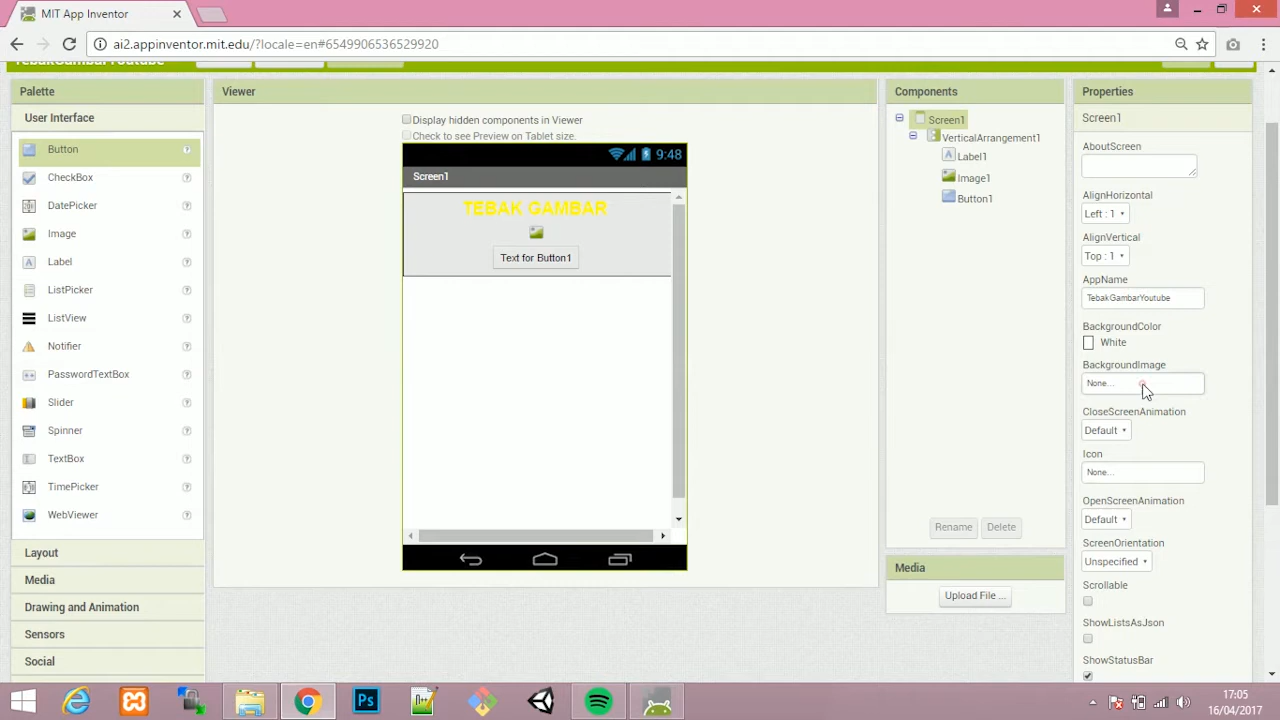 MIT App Inventor
ai2.appinventor.mit.edu/?locale=en#6549906536529920
TebakGambarYoutube
Palette
Viewer
Components
Properties
User Interface
Button
CheckBox
DatePicker
Image
Label
ListPicker
ListView
Notifier
PasswordTextBox
Slider
Spinner
TextBox
TimePicker
WebViewer
Layout
Media
Drawing and Animation
Sensors
Social
Display hidden components in Viewer
Check to see Preview on Tablet size.
9:48
Screen1
TEBAK GAMBAR
Text for Button1
Screen1
VerticalArrangement1
Label1
Image1
Button1
Rename
Delete
Media
Upload File ...
Screen1
AboutScreen
AlignHorizontal
Left : 1
AlignVertical
Top : 1
AppName
TebakGambarYoutube
BackgroundColor
White
BackgroundImage
None...
CloseScreenAnimation
Default
Icon
None...
OpenScreenAnimation
Default
ScreenOrientation
Unspecified
Scrollable
ShowListsAsJson
ShowStatusBar
Ps
17:05
16/04/2017